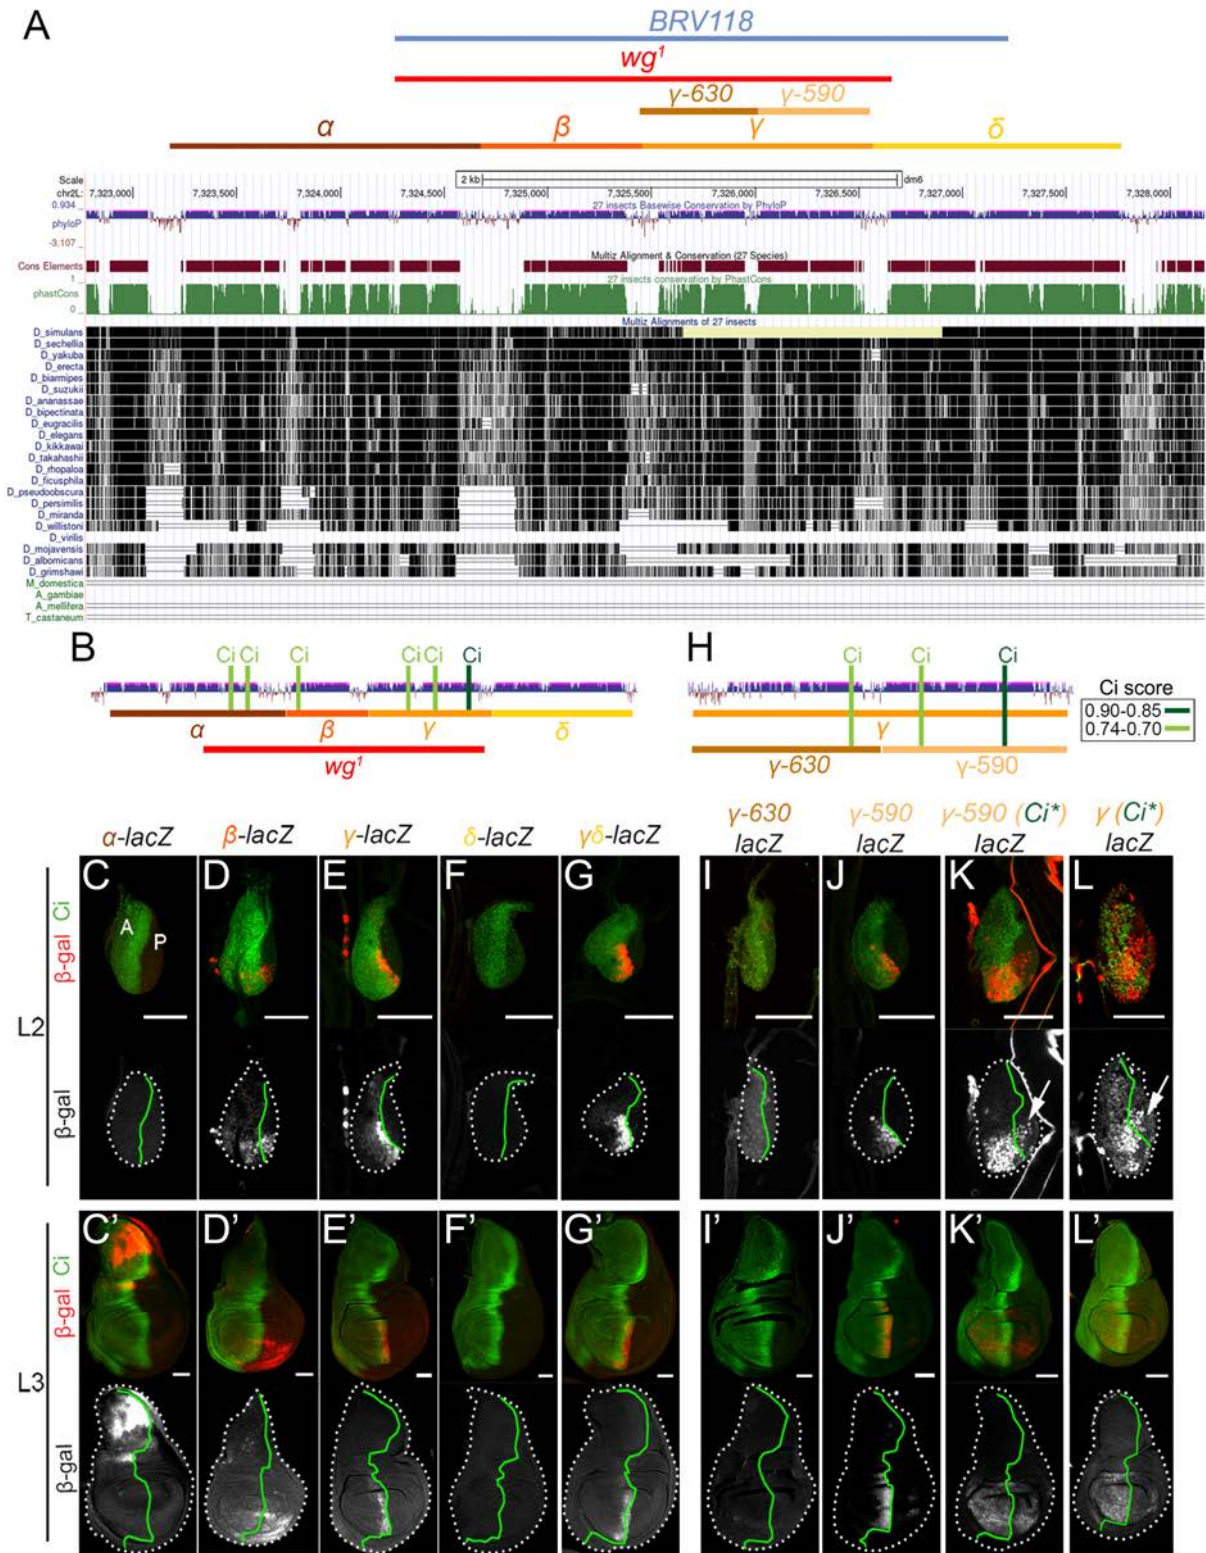 A
BRV118
wg¹
γ-630 γ-590
α β γ δ
Scale 2 kb dm6
chr2L: 7,323,000 7,323,500 7,324,000 7,324,500 7,325,000 7,325,500 7,326,000 7,326,500 7,327,000 7,327,500 7,328,000
0.934 _ 27 insects Basewise Conservation by PhyloP
phyloP
-3.107 _
Multiz Alignment & Conservation (27 Species)
Cons Elements
1 _ 27 insects conservation by PhastCons
phastCons
0 _
Multiz Alignments of 27 insects
D_simulans
D_sechellia
D_yakuba
D_erecta
D_biarmipes
D_suzukii
D_ananassae
D_bipectinata
D_eugracilis
D_elegans
D_kikkawai
D_takahashii
D_rhopaloa
D_ficusphila
D_pseudoobscura
D_persimilis
D_miranda
D_willistoni
D_virilis
D_mojavensis
D_albomicans
D_grimshawi
M_domestica
A_gambiae
A_mellifera
T_castaneum
B
Ci Ci Ci Ci Ci Ci
α β γ δ
wg¹
H
Ci Ci Ci
γ
γ-630 γ-590
Ci score
0.90-0.85
0.74-0.70
α-lacZ β-lacZ γ-lacZ δ-lacZ γδ-lacZ
γ-630 lacZ γ-590 lacZ γ-590 (Ci*) lacZ γ (Ci*) lacZ
L2
β-gal Ci
β-gal
C D E F G I J K L
A P
L3
β-gal Ci
β-gal
C' D' E' F' G' I' J' K' L'